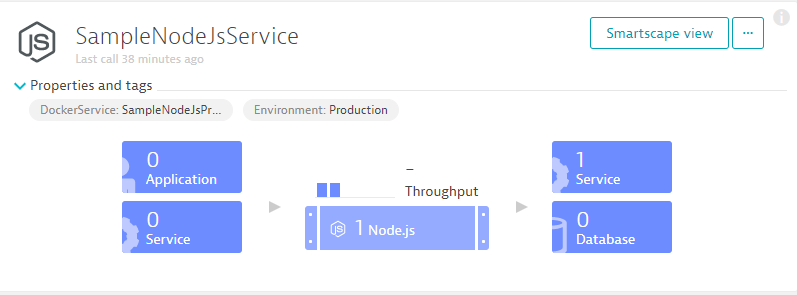 JS
SampleNodeJsService
Last call 38 minutes ago
Smartscape view
...
i
Properties and tags
DockerService: SampleNodeJsPr...
Environment: Production
0
Application
0
Service
–
Throughput
1 Node.js
1
Service
0
Database